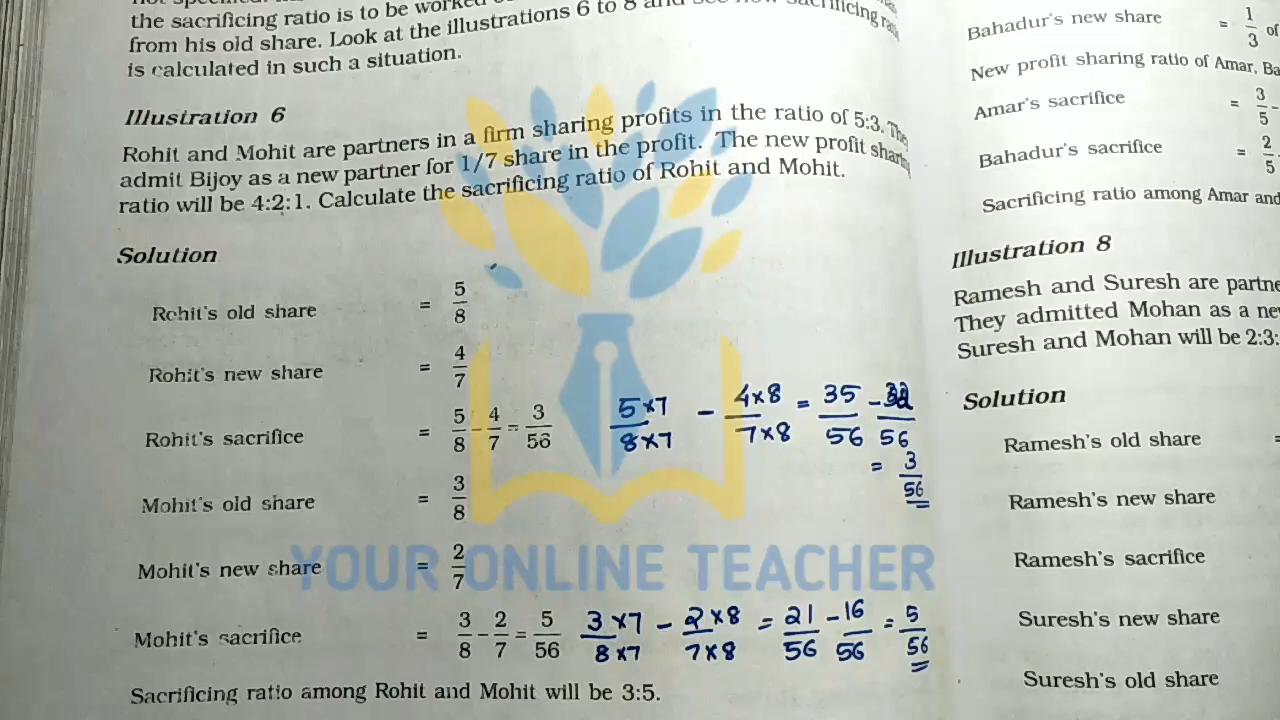 the sacrificing ratio is to be worked
from his old share. Look at the illustrations 6 to 8 and
is calculated in such a situation.
Illustration 6
Rohit and Mohit are partners in a firm sharing profits in the ratio of 5:3. The
admit Bijoy as a new partner for 1/7 share in the profit. The new profit sharing
ratio will be 4:2:1. Calculate the sacrificing ratio of Rohit and Mohit.
Solution
Rohit's old share = 5/8
Rohit's new share = 4/7
Rohit's sacrifice = 5/8 - 4/7 = 3/56 5×7/8×7 - 4×8/7×8 = 35/56 - 32/56
= 3/56
Mohit's old share = 3/8
Mohit's new share = 2/7
YOUR ONLINE TEACHER
Mohit's sacrifice = 3/8 - 2/7 = 5/56 3×7/8×7 - 2×8/7×8 = 21/56 - 16/56 = 5/56
Sacrificing ratio among Rohit and Mohit will be 3:5.
Bahadur's new share = 1/3 of
New profit sharing ratio of Amar, Ba
Amar's sacrifice = 3/5 -
Bahadur's sacrifice = 2/5 -
Sacrificing ratio among Amar and
Illustration 8
Ramesh and Suresh are partne
They admitted Mohan as a ne
Suresh and Mohan will be 2:3:
Solution
Ramesh's old share =
Ramesh's new share
Ramesh's sacrifice
Suresh's new share
Suresh's old share